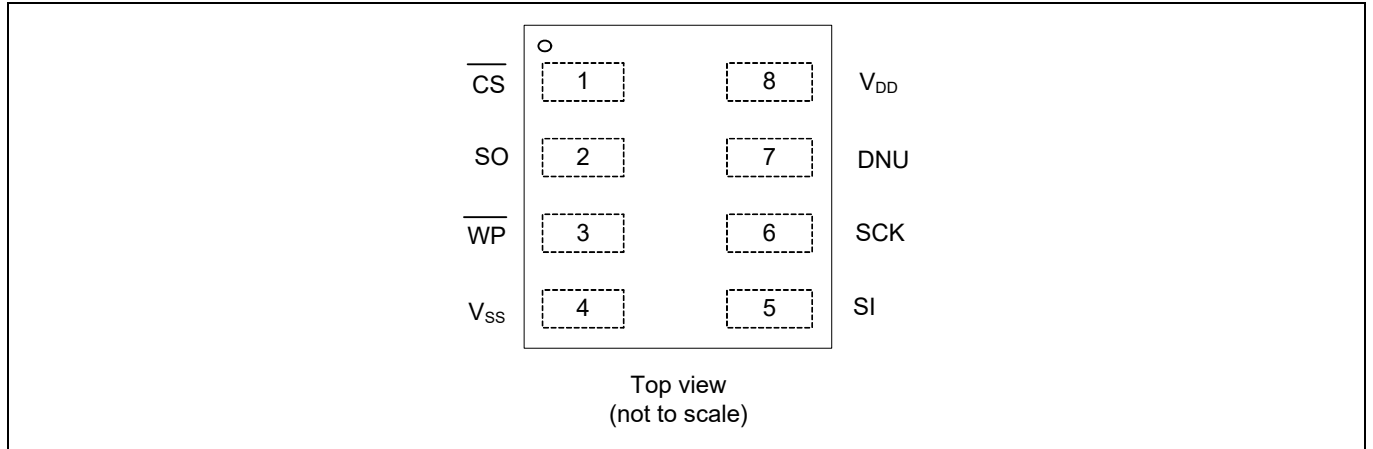 CS 1 8 VDD
SO 2 7 DNU
WP 3 6 SCK
VSS 4 5 SI
Top view
(not to scale)